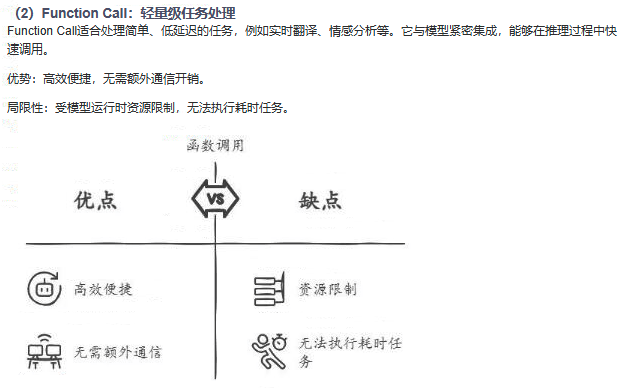 （2）Function Call：轻量级任务处理
Function Call适合处理简单、低延迟的任务，例如实时翻译、情感分析等。它与模型紧密集成，能够在推理过程中快
速调用。
优势：高效便捷，无需额外通信开销。
局限性：受模型运行时资源限制，无法执行耗时任务。
函数调用
优点
VS
缺点
高效便捷
资源限制
无需额外通信
无法执行耗时任
务